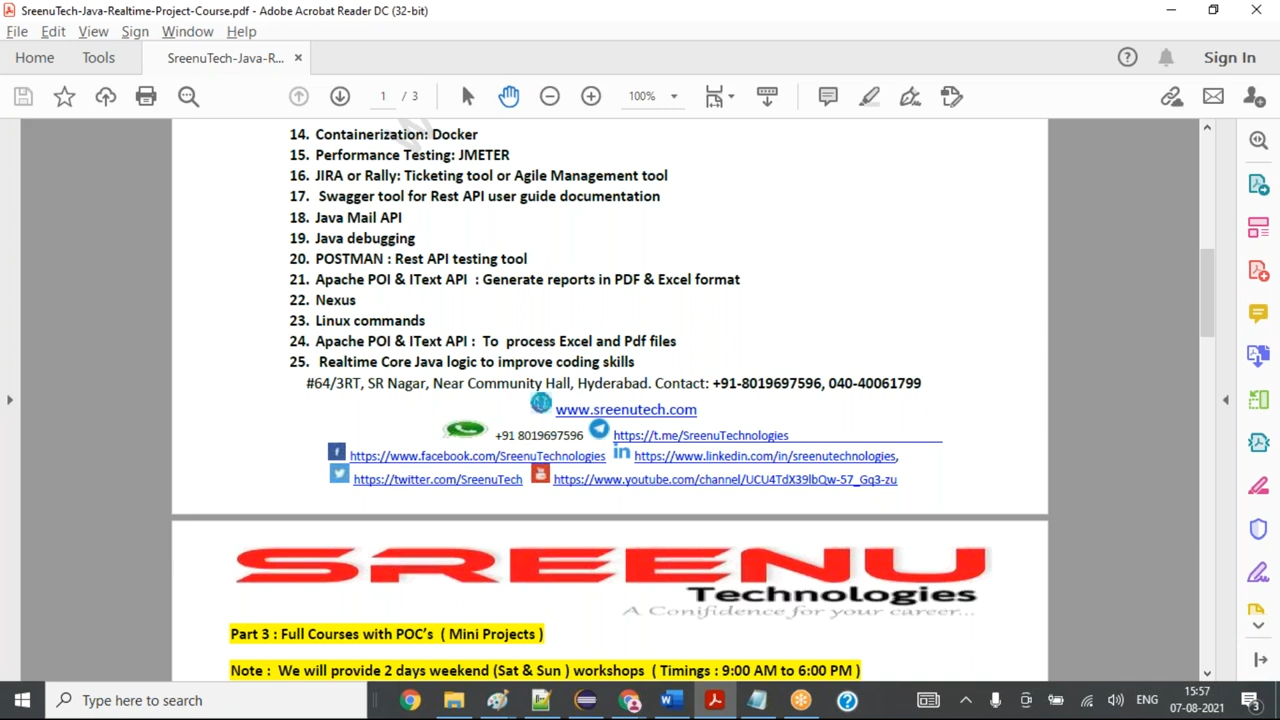 SreenuTech-Java-Realtime-Project-Course.pdf - Adobe Acrobat Reader DC (32-bit)
File Edit View Sign Window Help
Home Tools SreenuTech-Java-R... × Sign In
1 / 3 100%
14. Containerization: Docker
15. Performance Testing: JMETER
16. JIRA or Rally: Ticketing tool or Agile Management tool
17. Swagger tool for Rest API user guide documentation
18. Java Mail API
19. Java debugging
20. POSTMAN : Rest API testing tool
21. Apache POI & IText API : Generate reports in PDF & Excel format
22. Nexus
23. Linux commands
24. Apache POI & IText API : To process Excel and Pdf files
25. Realtime Core Java logic to improve coding skills
#64/3RT, SR Nagar, Near Community Hall, Hyderabad. Contact: +91-8019697596, 040-40061799
www.sreenutech.com
+91 8019697596 https://t.me/SreenuTechnologies
https://www.facebook.com/SreenuTechnologies https://www.linkedin.com/in/sreenutechnologies,
https://twitter.com/SreenuTech https://www.youtube.com/channel/UCU4TdX39lbQw-57_Gq3-zu
SREENU
Technologies
A Confidence for your career...
Part 3 : Full Courses with POC's ( Mini Projects )
Note : We will provide 2 days weekend (Sat & Sun ) workshops ( Timings : 9:00 AM to 6:00 PM )
Type here to search
ENG
15:57
07-08-2021
3